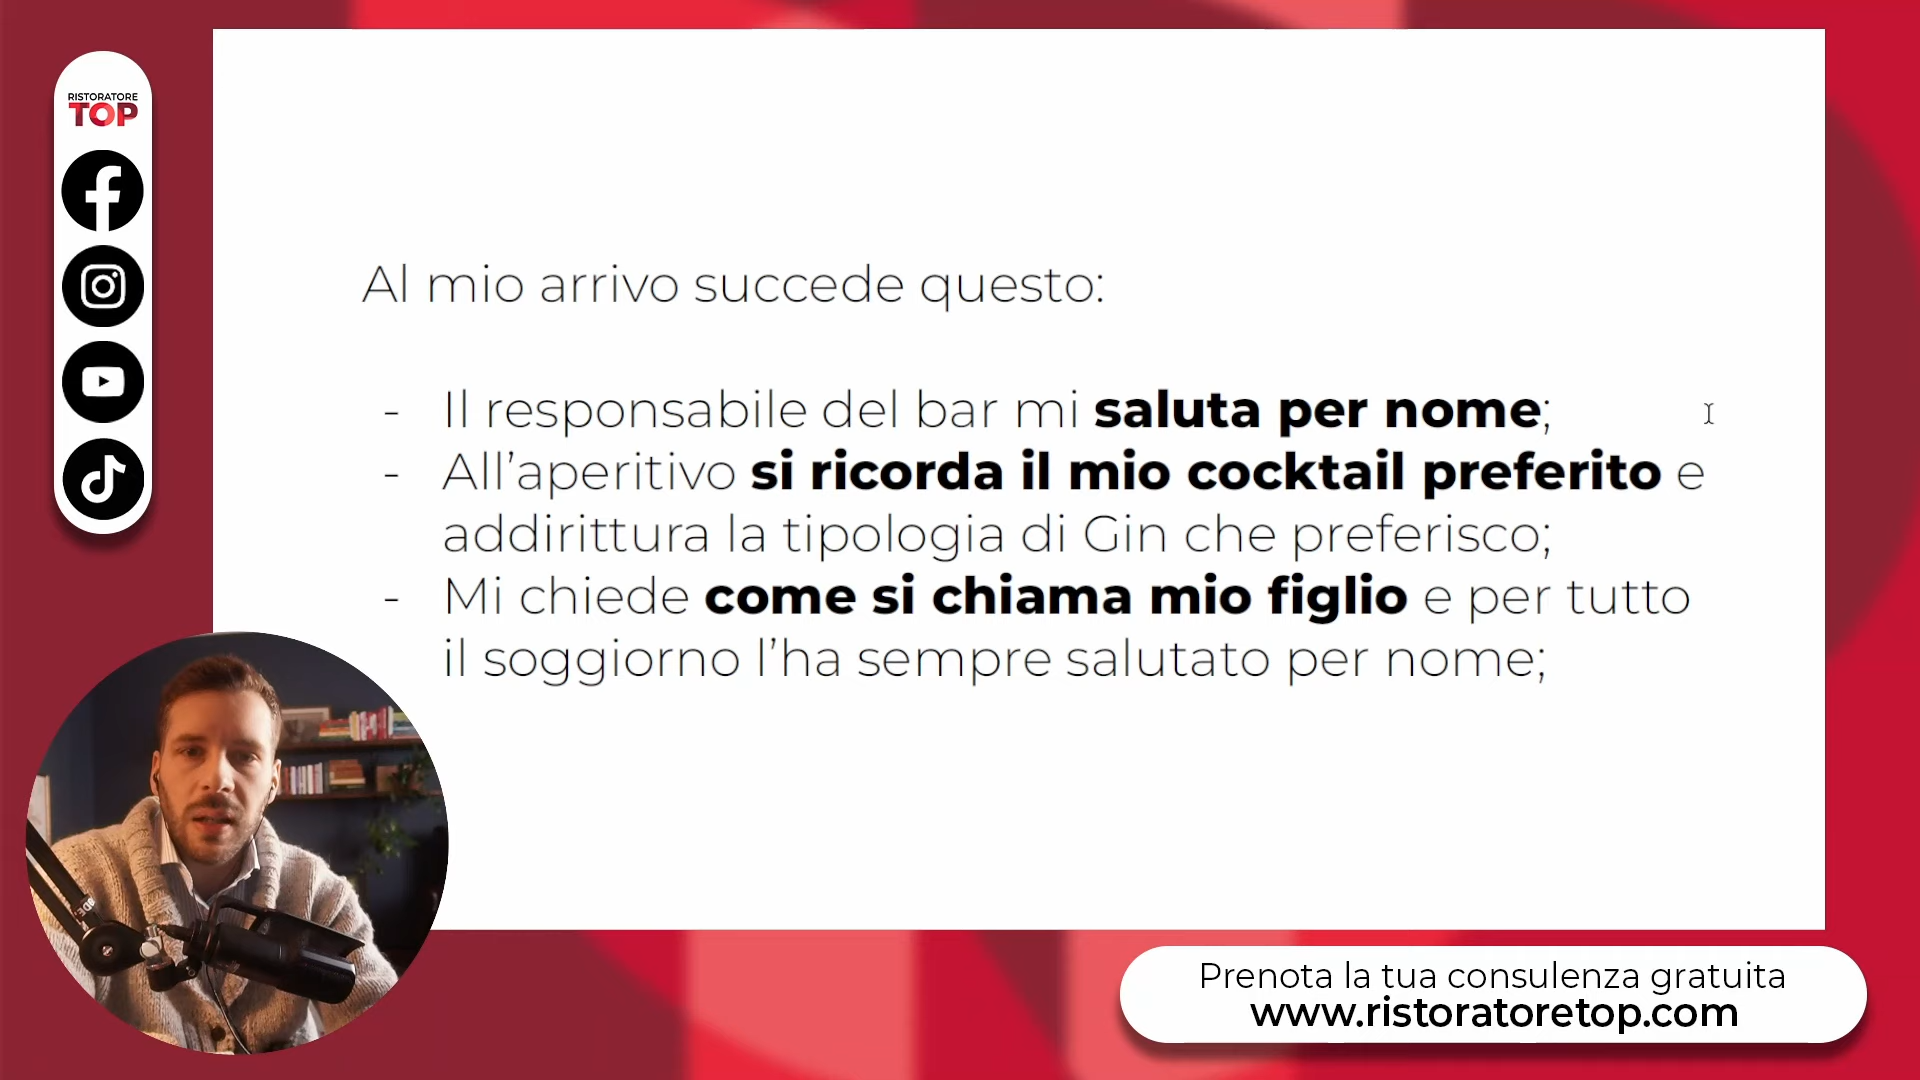 RISTORATORE
TOP
Al mio arrivo succede questo:
- Il responsabile del bar mi saluta per nome;
- All’aperitivo si ricorda il mio cocktail preferito e
addirittura la tipologia di Gin che preferisco;
- Mi chiede come si chiama mio figlio e per tutto
il soggiorno l’ha sempre salutato per nome;
Prenota la tua consulenza gratuita
www.ristoratoretop.com